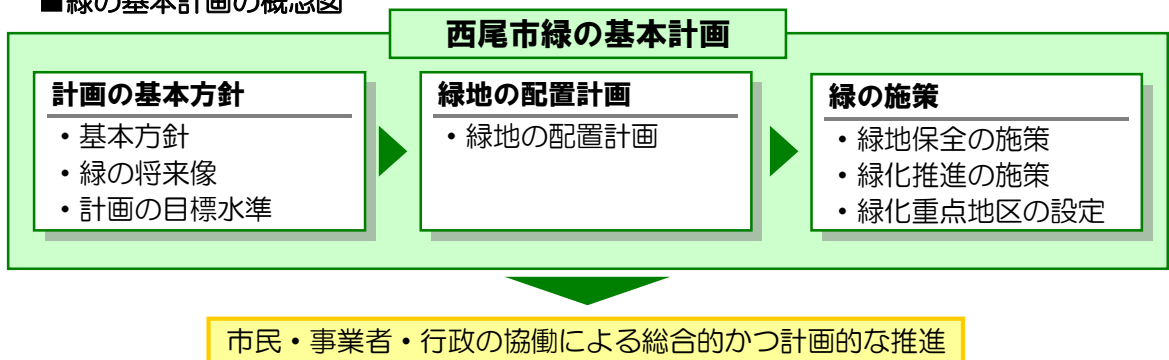 ■緑の基本計画の概念図
西尾市緑の基本計画
計画の基本方針
・基本方針
・緑の将来像
・計画の目標水準
緑地の配置計画
・緑地の配置計画
緑の施策
・緑地保全の施策
・緑化推進の施策
・緑化重点地区の設定
市民・事業者・行政の協働による総合的かつ計画的な推進